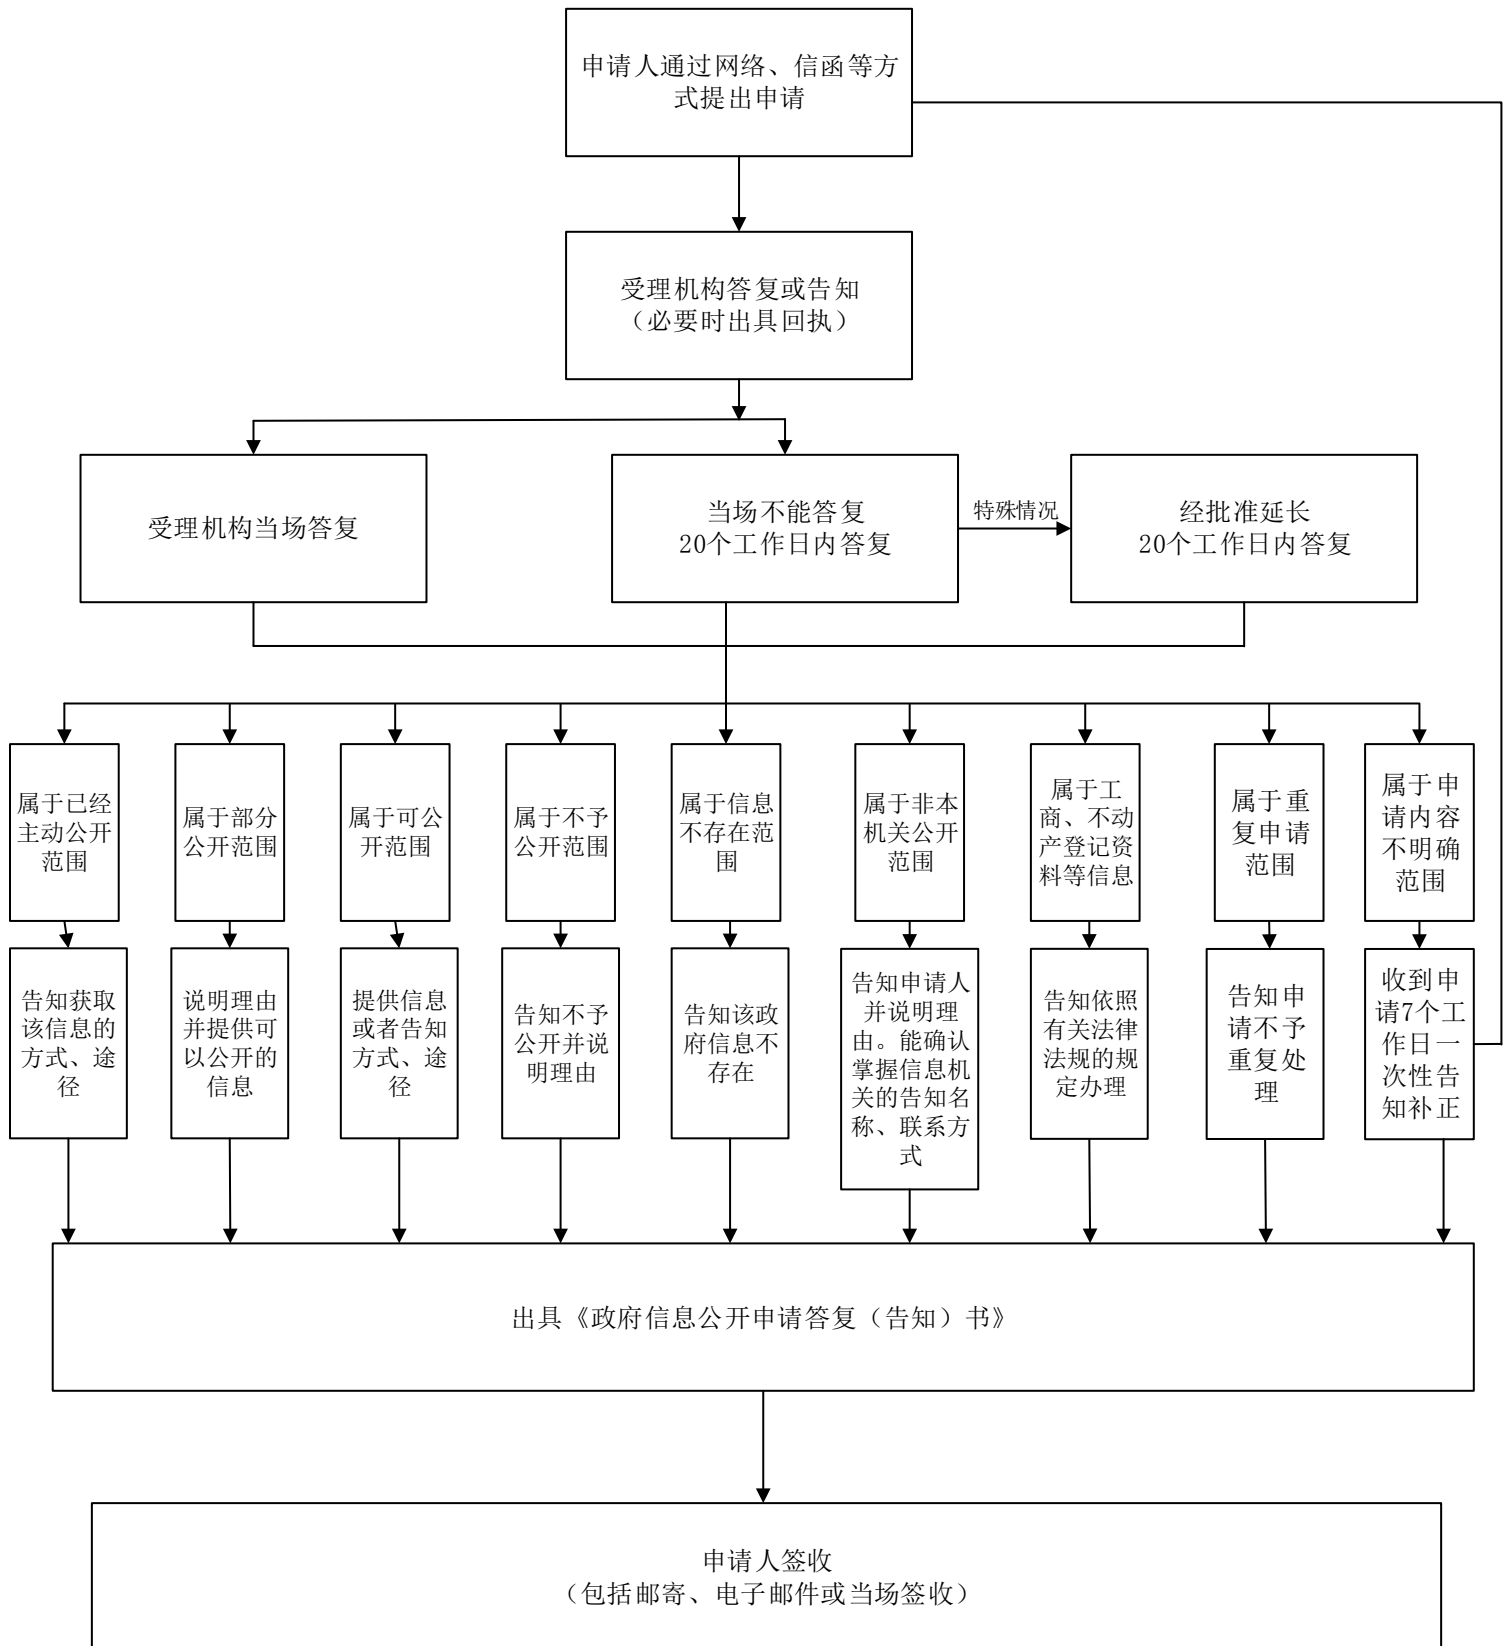 申请人通过网络、信函等方
式提出申请
受理机构答复或告知
（必要时出具回执）
受理机构当场答复
当场不能答复
20个工作日内答复
特殊情况
经批准延长
20个工作日内答复
属于已经
主动公开
范围
属于部分
公开范围
属于可公
开范围
属于不予
公开范围
属于信息
不存在范
围
属于非本
机关公开
范围
属于工
商、不动
产登记资
料等信息
属于重
复申请
范围
属于申
请内容
不明确
范围
告知获取
该信息的
方式、途
径
说明理由
并提供可
以公开的
信息
提供信息
或者告知
方式、途
径
告知不予
公开并说
明理由
告知该政
府信息不
存在
告知申请人
并说明理
由。能确认
掌握信息机
关的告知名
称、联系方
式
告知依照
有关法律
法规的规
定办理
告知申
请不予
重复处
理
收到申
请7个工
作日一
次性告
知补正
出具《政府信息公开申请答复（告知）书》
申请人签收
（包括邮寄、电子邮件或当场签收）